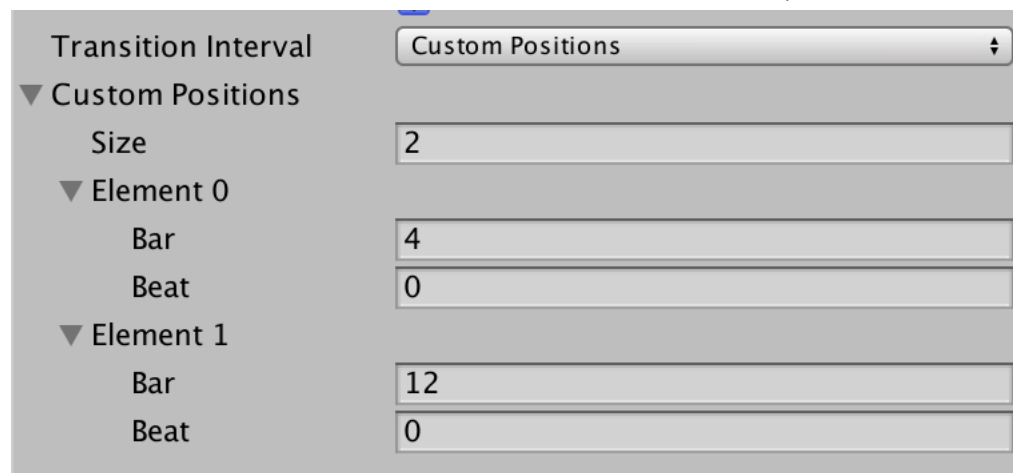 Transition Interval Custom Positions
Custom Positions
Size 2
Element 0
Bar 4
Beat 0
Element 1
Bar 12
Beat 0